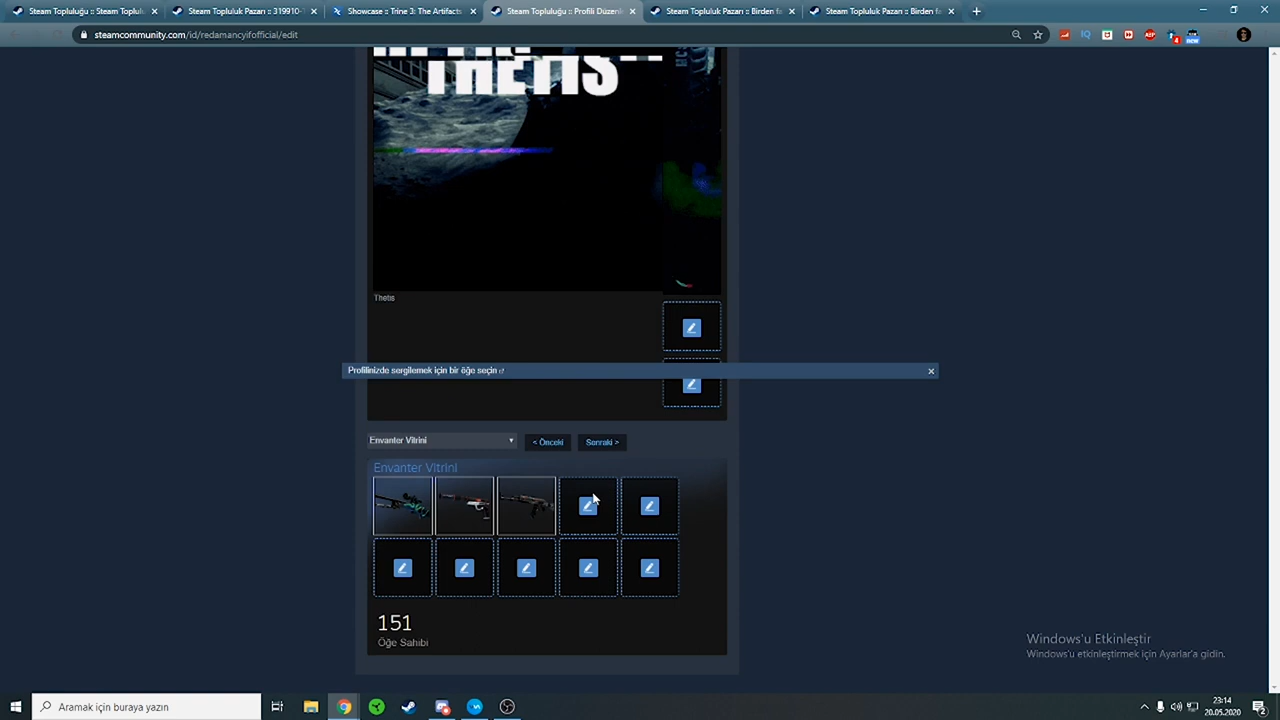 Steam Topluluğu :: Steam Toplulu
Steam Topluluk Pazarı :: 319910-
Showcase :: Trine 3: The Artifacts
Steam Topluluğu :: Profili Düzenle
Steam Topluluk Pazarı :: Birden fa
Steam Topluluk Pazarı :: Birden fa
steamcommunity.com/id/redamancyifofficial/edit
THETIS
Thetis
Profilinizde sergilemek için bir öğe seçin
Envanter Vitrini
< Önceki
Sonraki >
Envanter Vitrini
151
Öğe Sahibi
Windows'u Etkinleştir
Windows'u etkinleştirmek için Ayarlar'a gidin.
Aramak için buraya yazın
23:14
20.05.2020